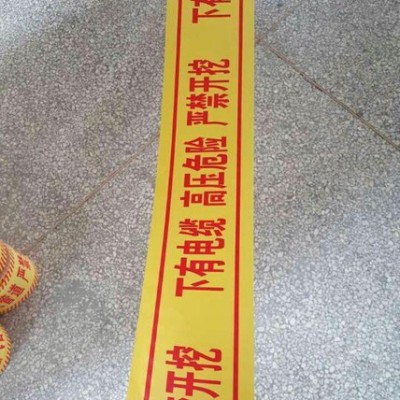 下有电缆 高压危险 严禁开挖 下有
开挖